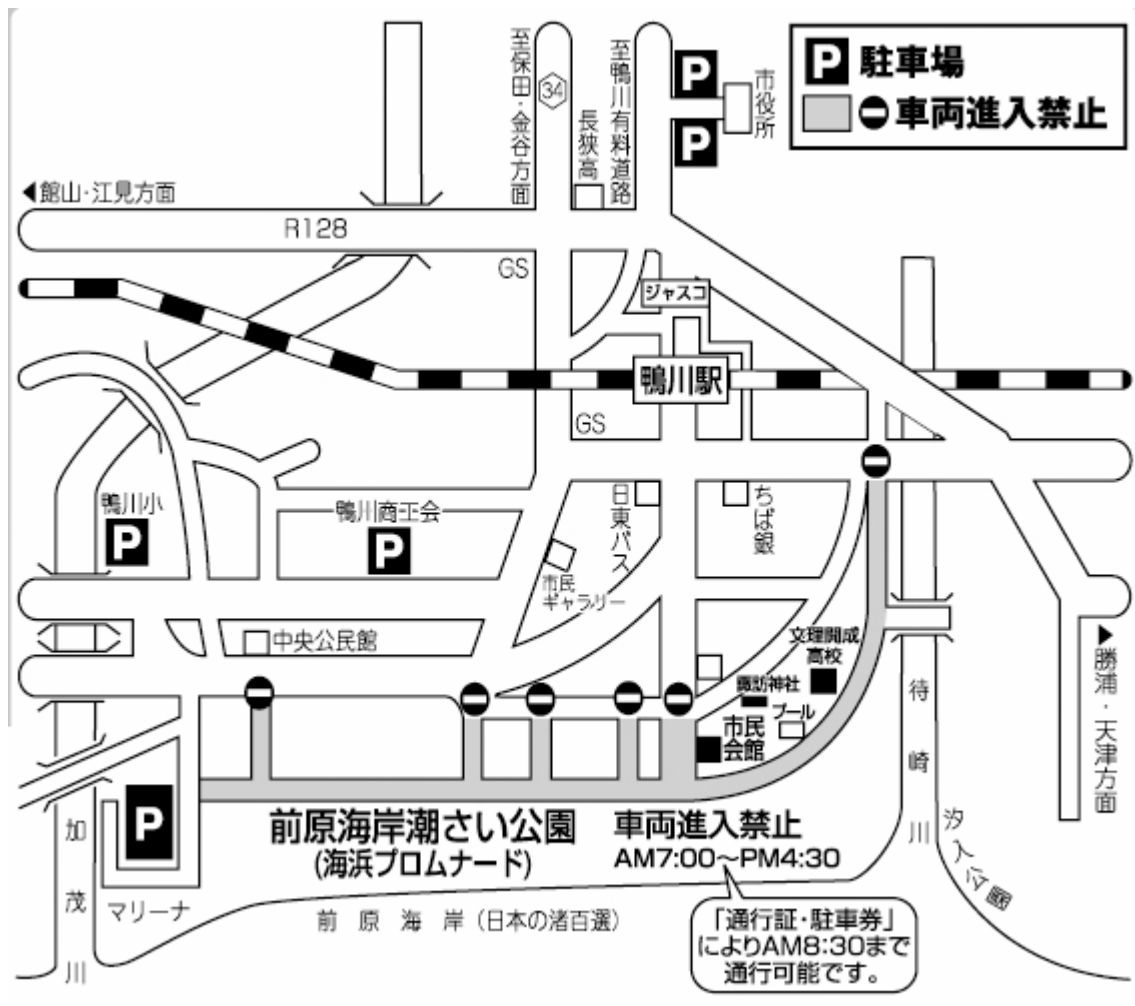 P 駐車場
車両進入禁止
至保田・金谷方面
34
長狭高
至鴨川有料道路
P
P
市役所
◀館山・江見方面
R128
GS
ジャスコ
鴨川駅
GS
鴨川小
P
鴨川商工会
P
日東バス
ちば銀
市民
ギャラリー
中央公民館
文理開成
高校
諏訪神社
プール
市民
会館
▶勝浦・天津方面
待崎川
汐入公園
P
マリーナ
加茂川
前原海岸潮さい公園
(海浜プロムナード)
車両進入禁止
AM7:00〜PM4:30
前原海岸(日本の渚百選)
「通行証・駐車券」
によりAM8:30まで
通行可能です。